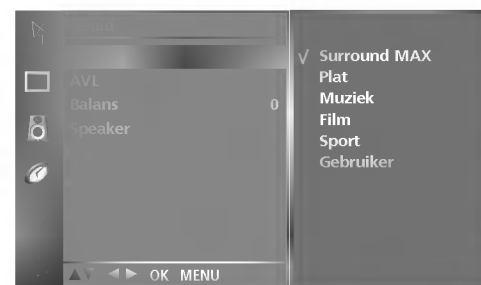 AVL
Balans 0
Speaker
▲▼ ◀▶ OK MENU
√ Surround MAX
Plat
Muziek
Film
Sport
Gebruiker